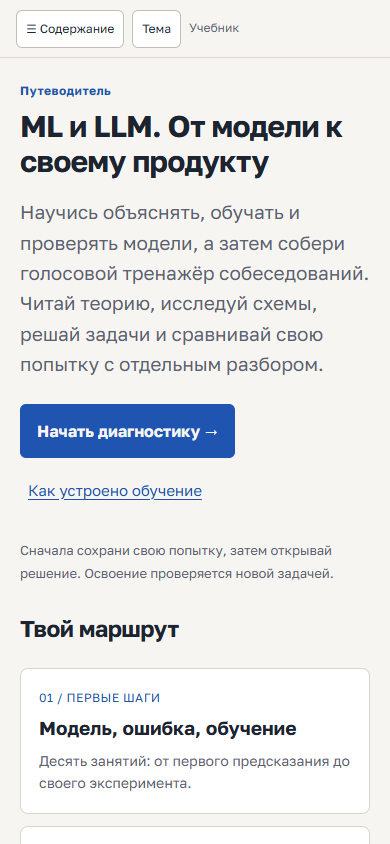 ☰ Содержание
Тема
Учебник
Путеводитель
ML и LLM. От модели к
своему продукту
Научись объяснять, обучать и
проверять модели, а затем собери
голосовой тренажёр собеседований.
Читай теорию, исследуй схемы,
решай задачи и сравнивай свою
попытку с отдельным разбором.
Начать диагностику →
Как устроено обучение
Сначала сохрани свою попытку, затем открывай
решение. Освоение проверяется новой задачей.
Твой маршрут
01 / ПЕРВЫЕ ШАГИ
Модель, ошибка, обучение
Десять занятий: от первого предсказания до
своего эксперимента.